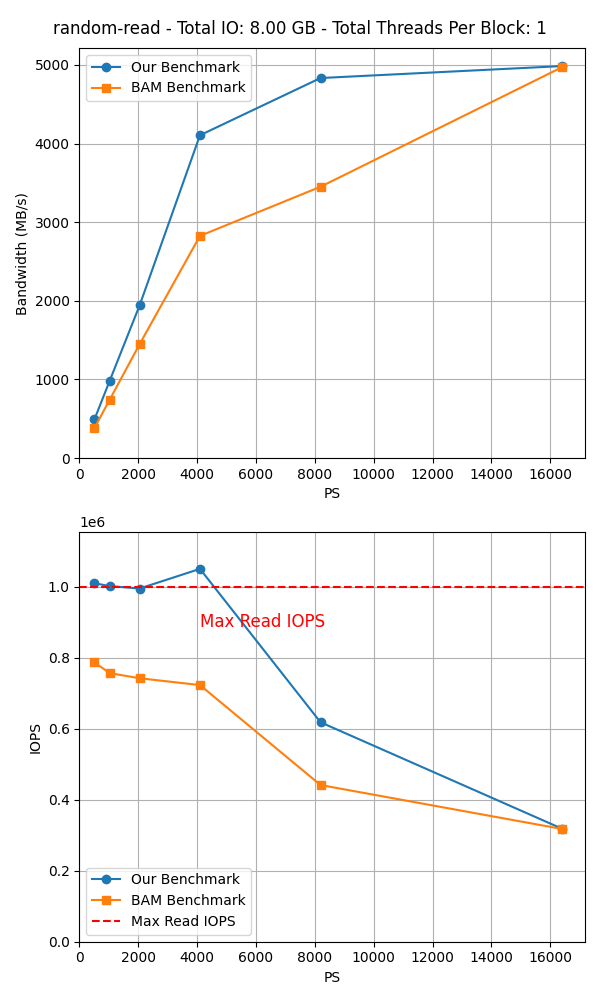 random-read - Total IO: 8.00 GB - Total Threads Per Block: 1
5000
4000
3000
2000
1000
0
Bandwidth (MB/s)
Our Benchmark
BAM Benchmark
0 2000 4000 6000 8000 10000 12000 14000 16000
PS
1e6
1.0
0.8
0.6
0.4
0.2
0.0
IOPS
Max Read IOPS
Our Benchmark
BAM Benchmark
Max Read IOPS
0 2000 4000 6000 8000 10000 12000 14000 16000
PS